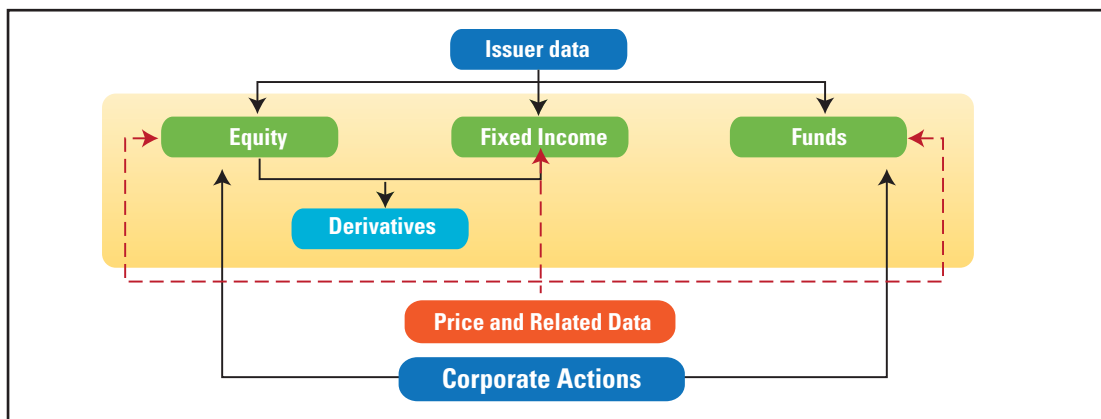 Issuer data
Equity
Fixed Income
Funds
Derivatives
Price and Related Data
Corporate Actions